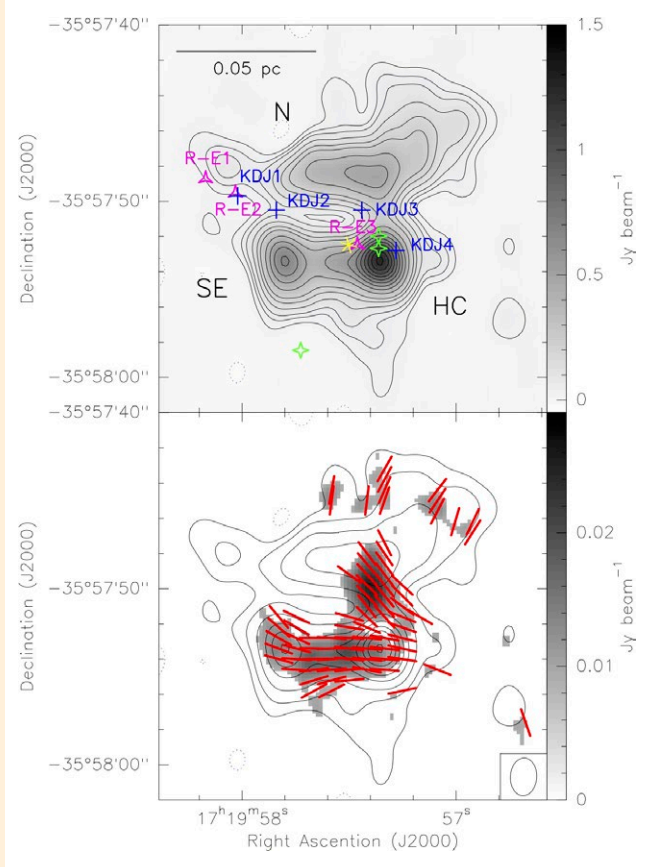 −35°57'40''
0.05 pc
N
R−E1
KDJ1
−35°57'50''
KDJ2
R−E2
KDJ3
R−E3
KDJ4
SE
HC
−35°58'00''
Declination (J2000)
1.5
1
0.5
0
Jy beam⁻¹
−35°57'40''
−35°57'50''
−35°58'00''
Declination (J2000)
0.02
0.01
0
Jy beam⁻¹
17ʰ19ᵐ58ˢ
57ˢ
Right Ascension (J2000)